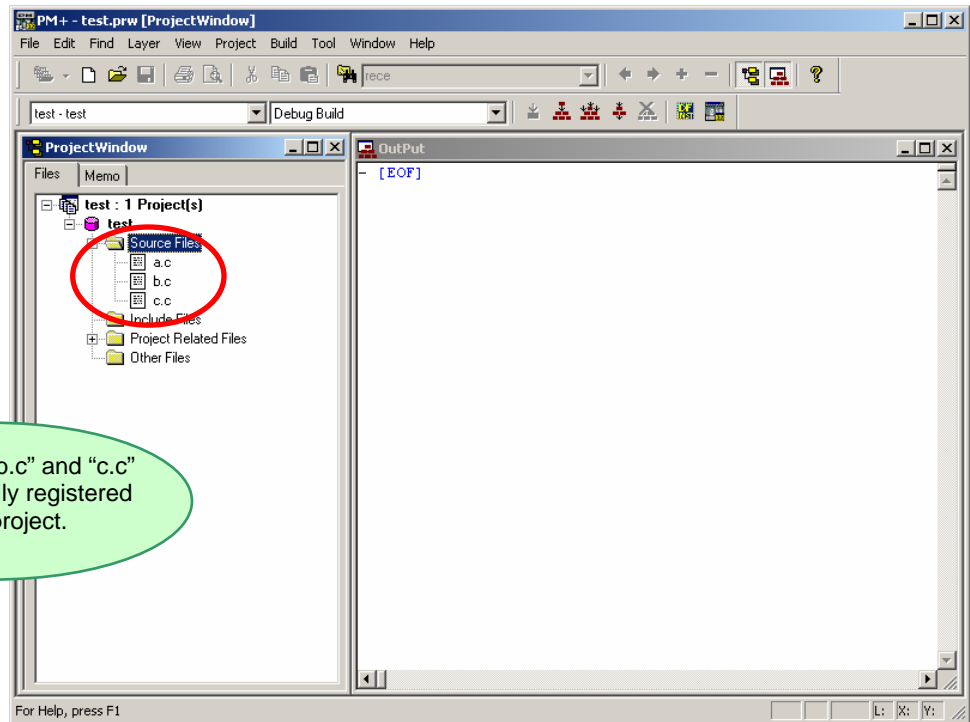 PM+ - test.prw [ProjectWindow]
File Edit Find Layer View Project Build Tool Window Help
rece
test - test
Debug Build
ProjectWindow
OutPut
Files
Memo
[EOF]
test : 1 Project(s)
test
Source Files
a.c
b.c
c.c
Include Files
Project Related Files
Other Files
.c” and “c.c”
ly registered
project.
For Help, press F1
L: X: Y: